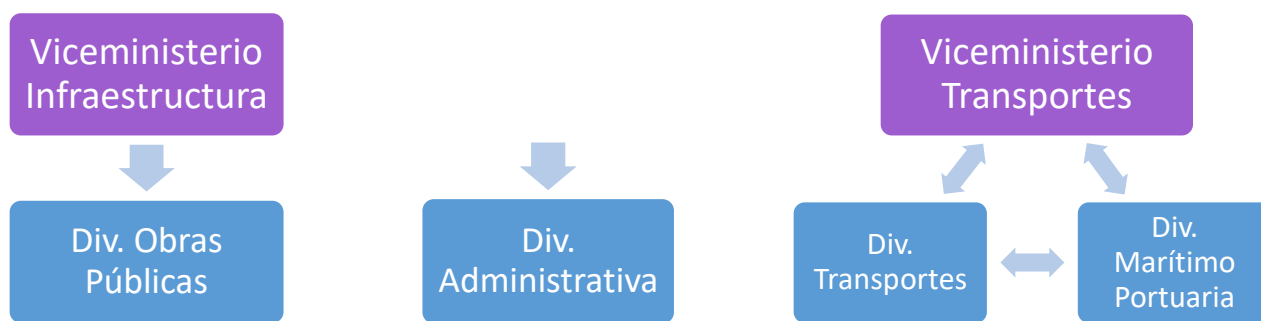 Viceministerio
Infraestructura
Viceministerio
Transportes
Div. Obras
Públicas
Div.
Administrativa
Div.
Transportes
Div.
Marítimo
Portuaria